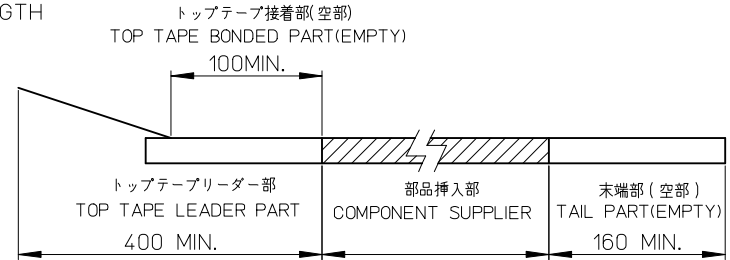 GTH
トップテープ接着部(空部)
TOP TAPE BONDED PART(EMPTY)
100MIN.
トップテープリーダー部
TOP TAPE LEADER PART
400 MIN.
部品挿入部
COMPONENT SUPPLIER
末端部(空部)
TAIL PART(EMPTY)
160 MIN.